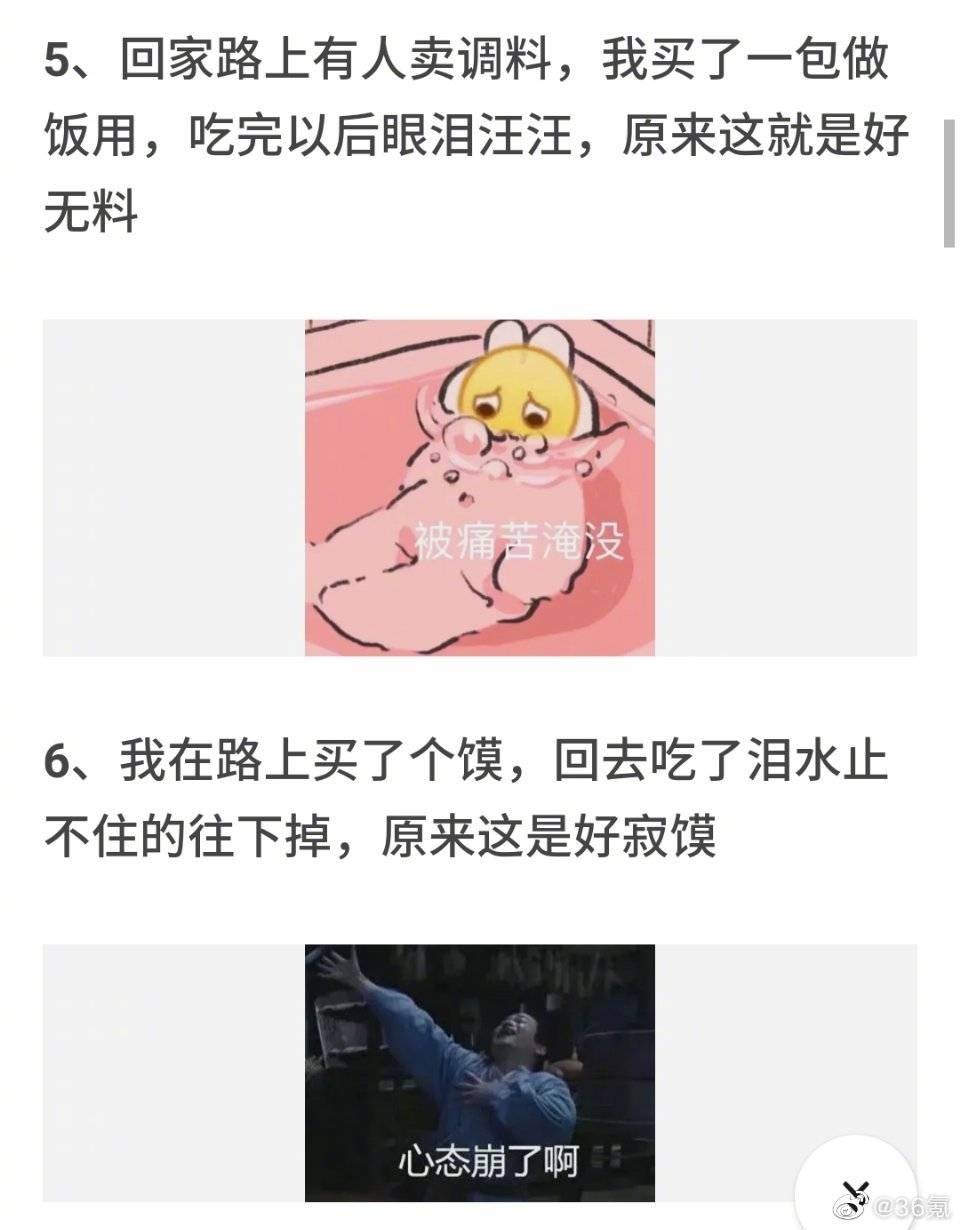 5、回家路上有人卖调料，我买了一包做
饭用，吃完以后眼泪汪汪，原来这就是好
无料
被痛苦淹没
6、我在路上买了个馍，回去吃了泪水止
不住的往下掉，原来这是好寂馍
心态崩了啊
@36氪